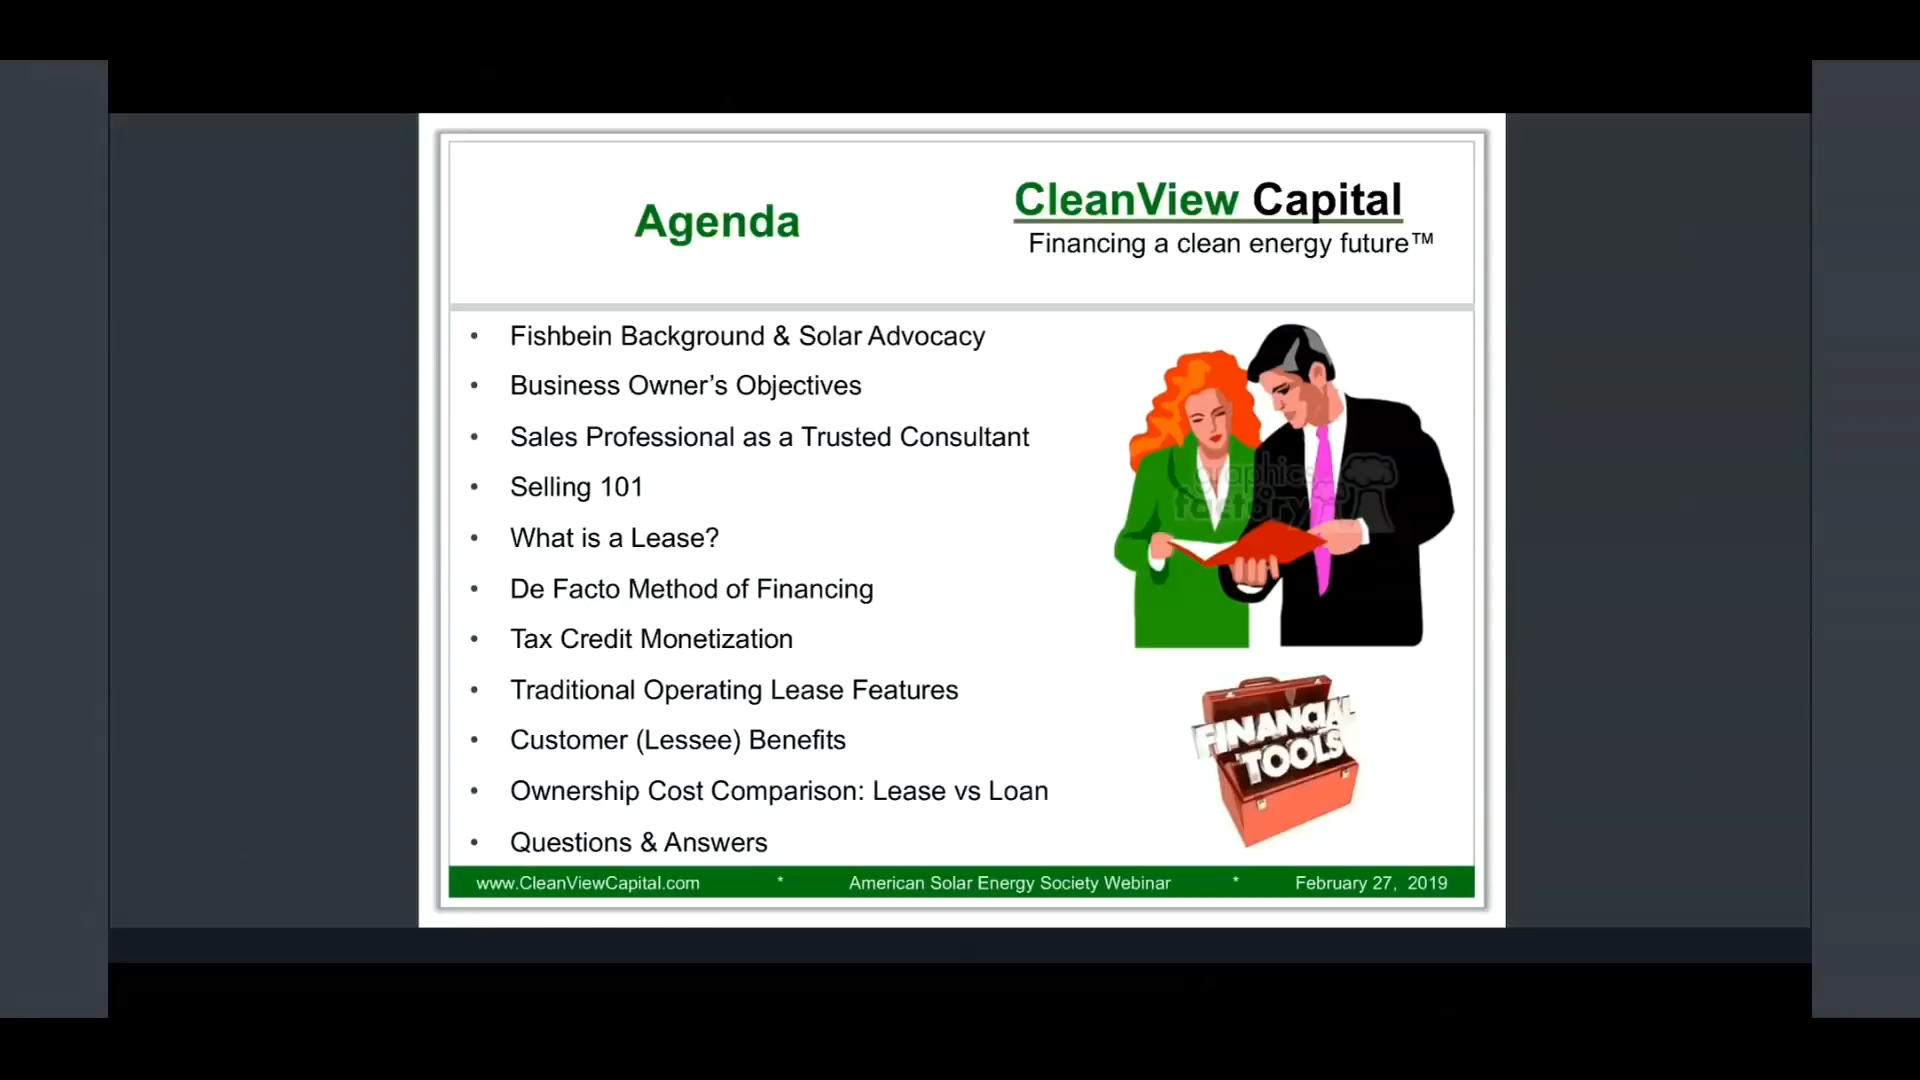 Agenda
CleanView Capital
Financing a clean energy future™
• Fishbein Background & Solar Advocacy
• Business Owner’s Objectives
• Sales Professional as a Trusted Consultant
• Selling 101
• What is a Lease?
• De Facto Method of Financing
• Tax Credit Monetization
• Traditional Operating Lease Features
• Customer (Lessee) Benefits
• Ownership Cost Comparison: Lease vs Loan
• Questions & Answers
graphics
factory
FINANCIAL
TOOLS
www.CleanViewCapital.com * American Solar Energy Society Webinar * February 27, 2019